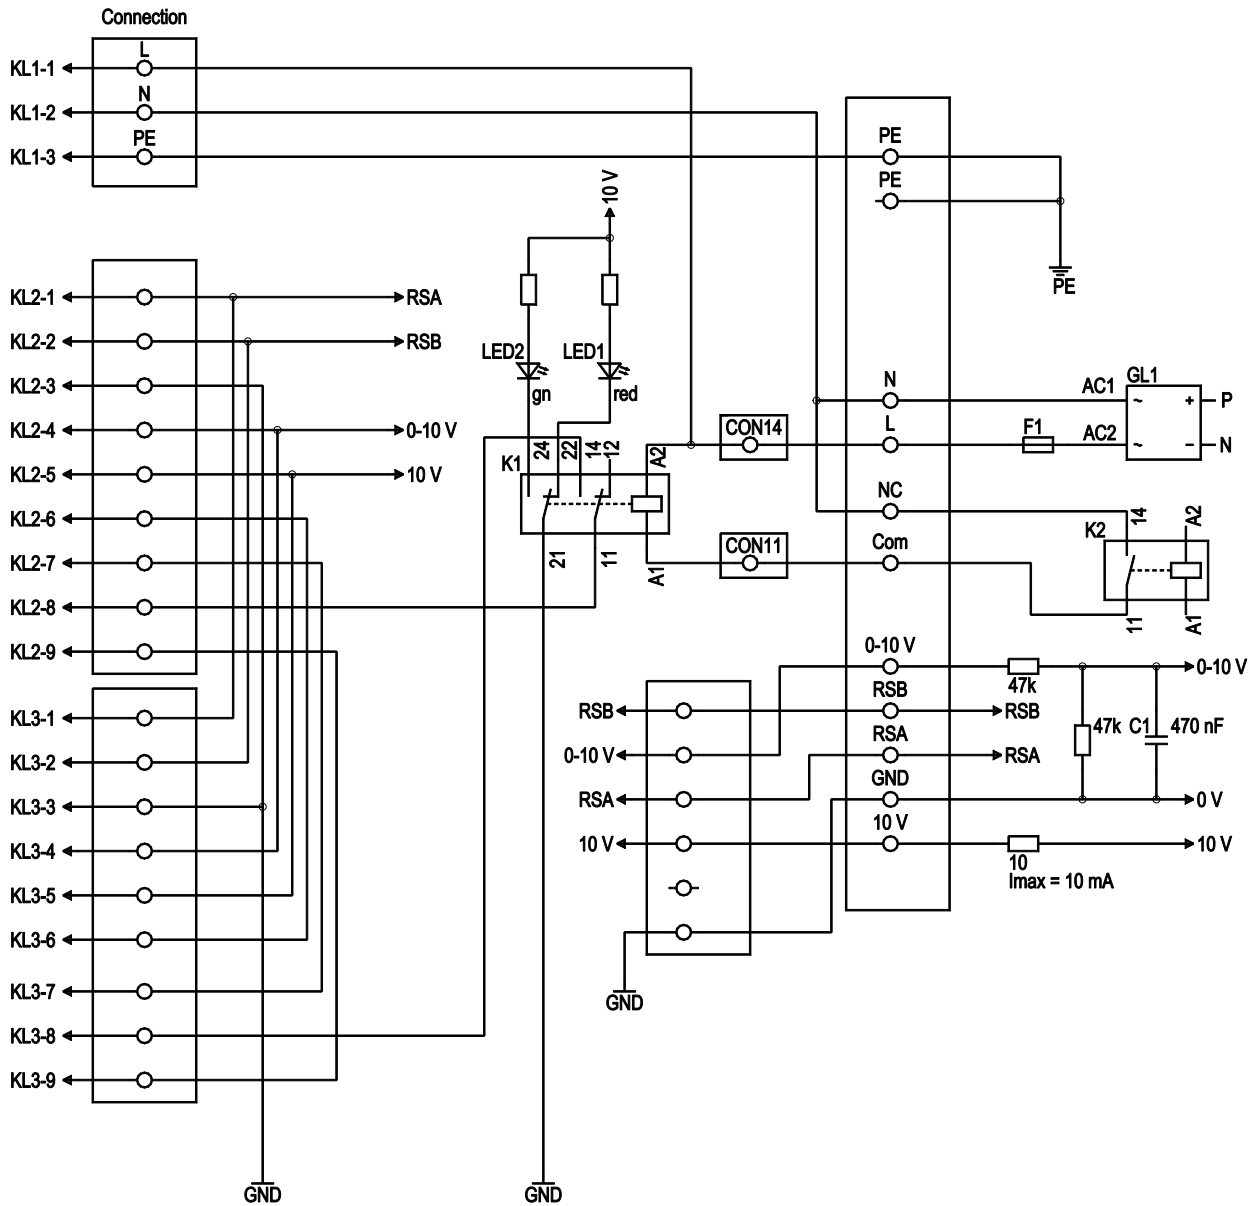 Connection
KL1-1
L
KL1-2
N
KL1-3
PE
KL2-1
RSA
KL2-2
RSB
KL2-3
KL2-4
0-10 V
KL2-5
10 V
KL2-6
KL2-7
KL2-8
KL2-9
KL3-1
KL3-2
KL3-3
KL3-4
KL3-5
KL3-6
KL3-7
KL3-8
KL3-9
GND
10 V
LED2
gn
LED1
red
K1
24
22
14
12
A2
21
11
A1
GND
CON14
CON11
PE
PE
PE
N
L
NC
Com
0-10 V
RSB
RSA
GND
10 V
AC1
GL1
~
+
P
F1
AC2
~
−
N
K2
14
A2
11
A1
47k
0-10 V
RSB
RSA
47k
C1
470 nF
0 V
10
Imax = 10 mA
10 V
RSB
0-10 V
RSA
10 V
GND